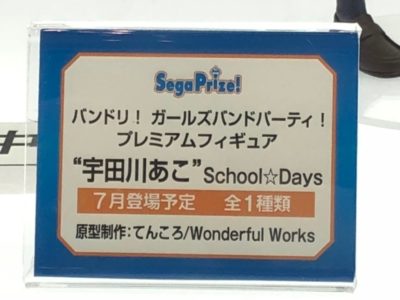 Sega Prize!
バンドリ！ ガールズバンドパーティ！
プレミアムフィギュア
“宇田川あこ” School☆Days
7月登場予定　全1種類
原型制作：てんころ/Wonderful Works